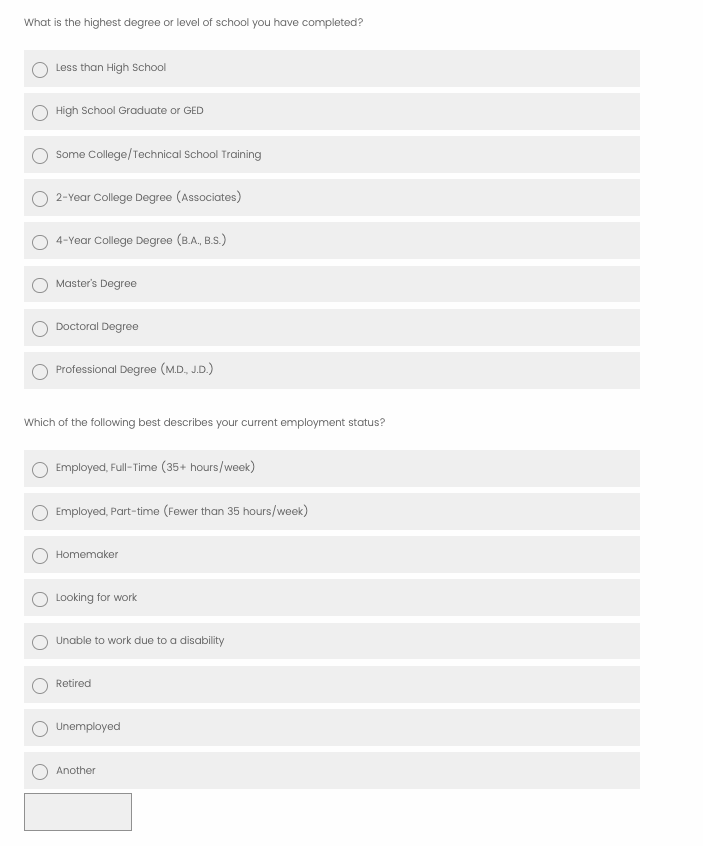 What is the highest degree or level of school you have completed?
Less than High School
High School Graduate or GED
Some College/Technical School Training
2-Year College Degree (Associates)
4-Year College Degree (B.A., B.S.)
Master's Degree
Doctoral Degree
Professional Degree (M.D., J.D.)
Which of the following best describes your current employment status?
Employed, Full-Time (35+ hours/week)
Employed, Part-time (Fewer than 35 hours/week)
Homemaker
Looking for work
Unable to work due to a disability
Retired
Unemployed
Another